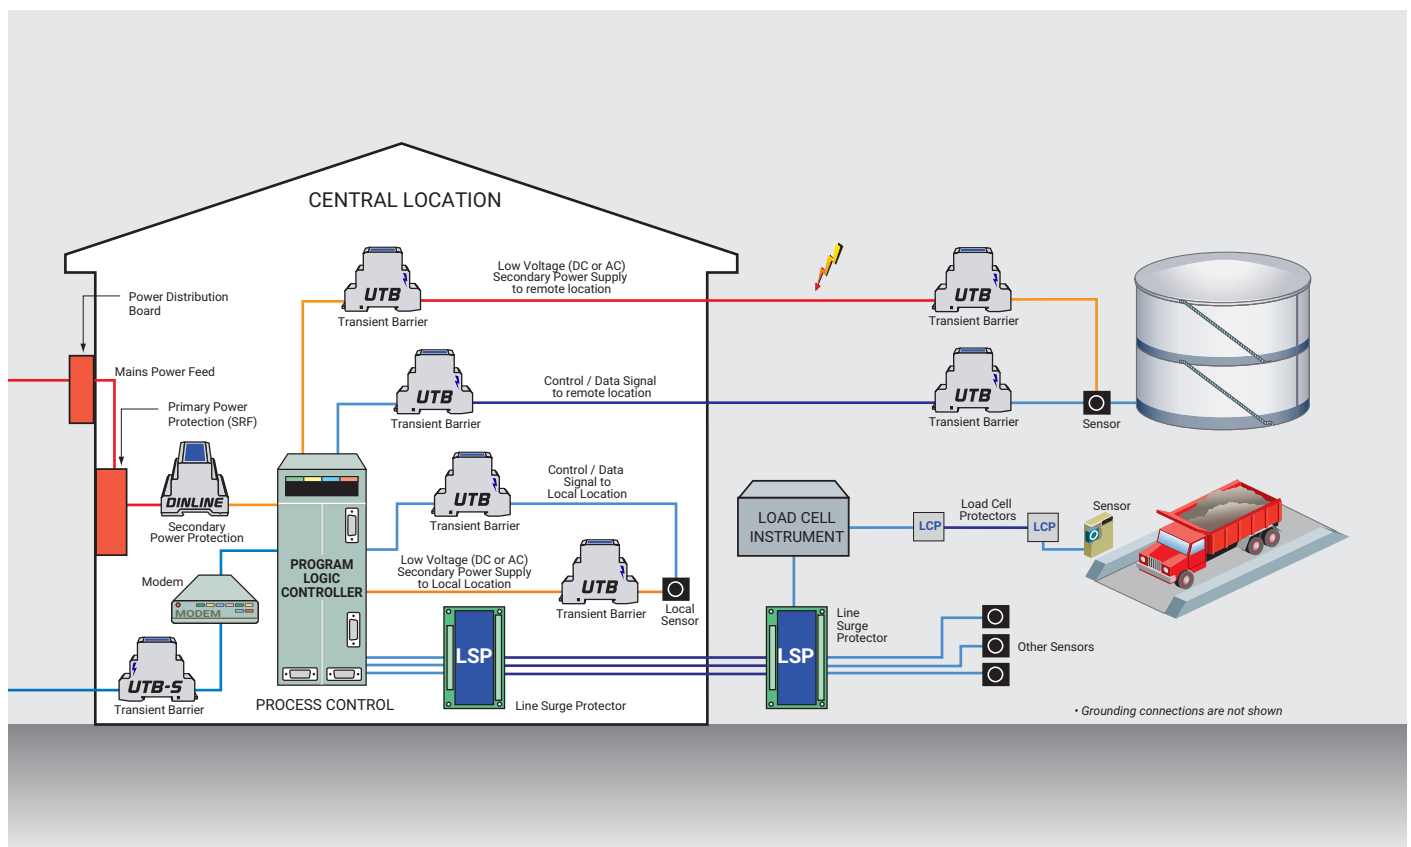 CENTRAL LOCATION
Power Distribution
Board
Mains Power Feed
Primary Power
Protection (SRF)
DINLINE
Secondary
Power Protection
Modem
MODEM
UTB-S
Transient Barrier
PROGRAM
LOGIC
CONTROLLER
PROCESS CONTROL
UTB
Transient Barrier
Low Voltage (DC or AC)
Secondary Power Supply
to remote location
UTB
Transient Barrier
UTB
Transient Barrier
Control / Data Signal
to remote location
UTB
Transient Barrier
Sensor
UTB
Transient Barrier
Control / Data
Signal to
Local Location
Low Voltage (DC or AC)
Secondary Power Supply
to Local Location
UTB
Transient Barrier
Local
Sensor
LSP
Line Surge Protector
LOAD CELL
INSTRUMENT
LCP
Load Cell
Protectors
LCP
Sensor
LSP
Line
Surge
Protector
Other Sensors
• Grounding connections are not shown